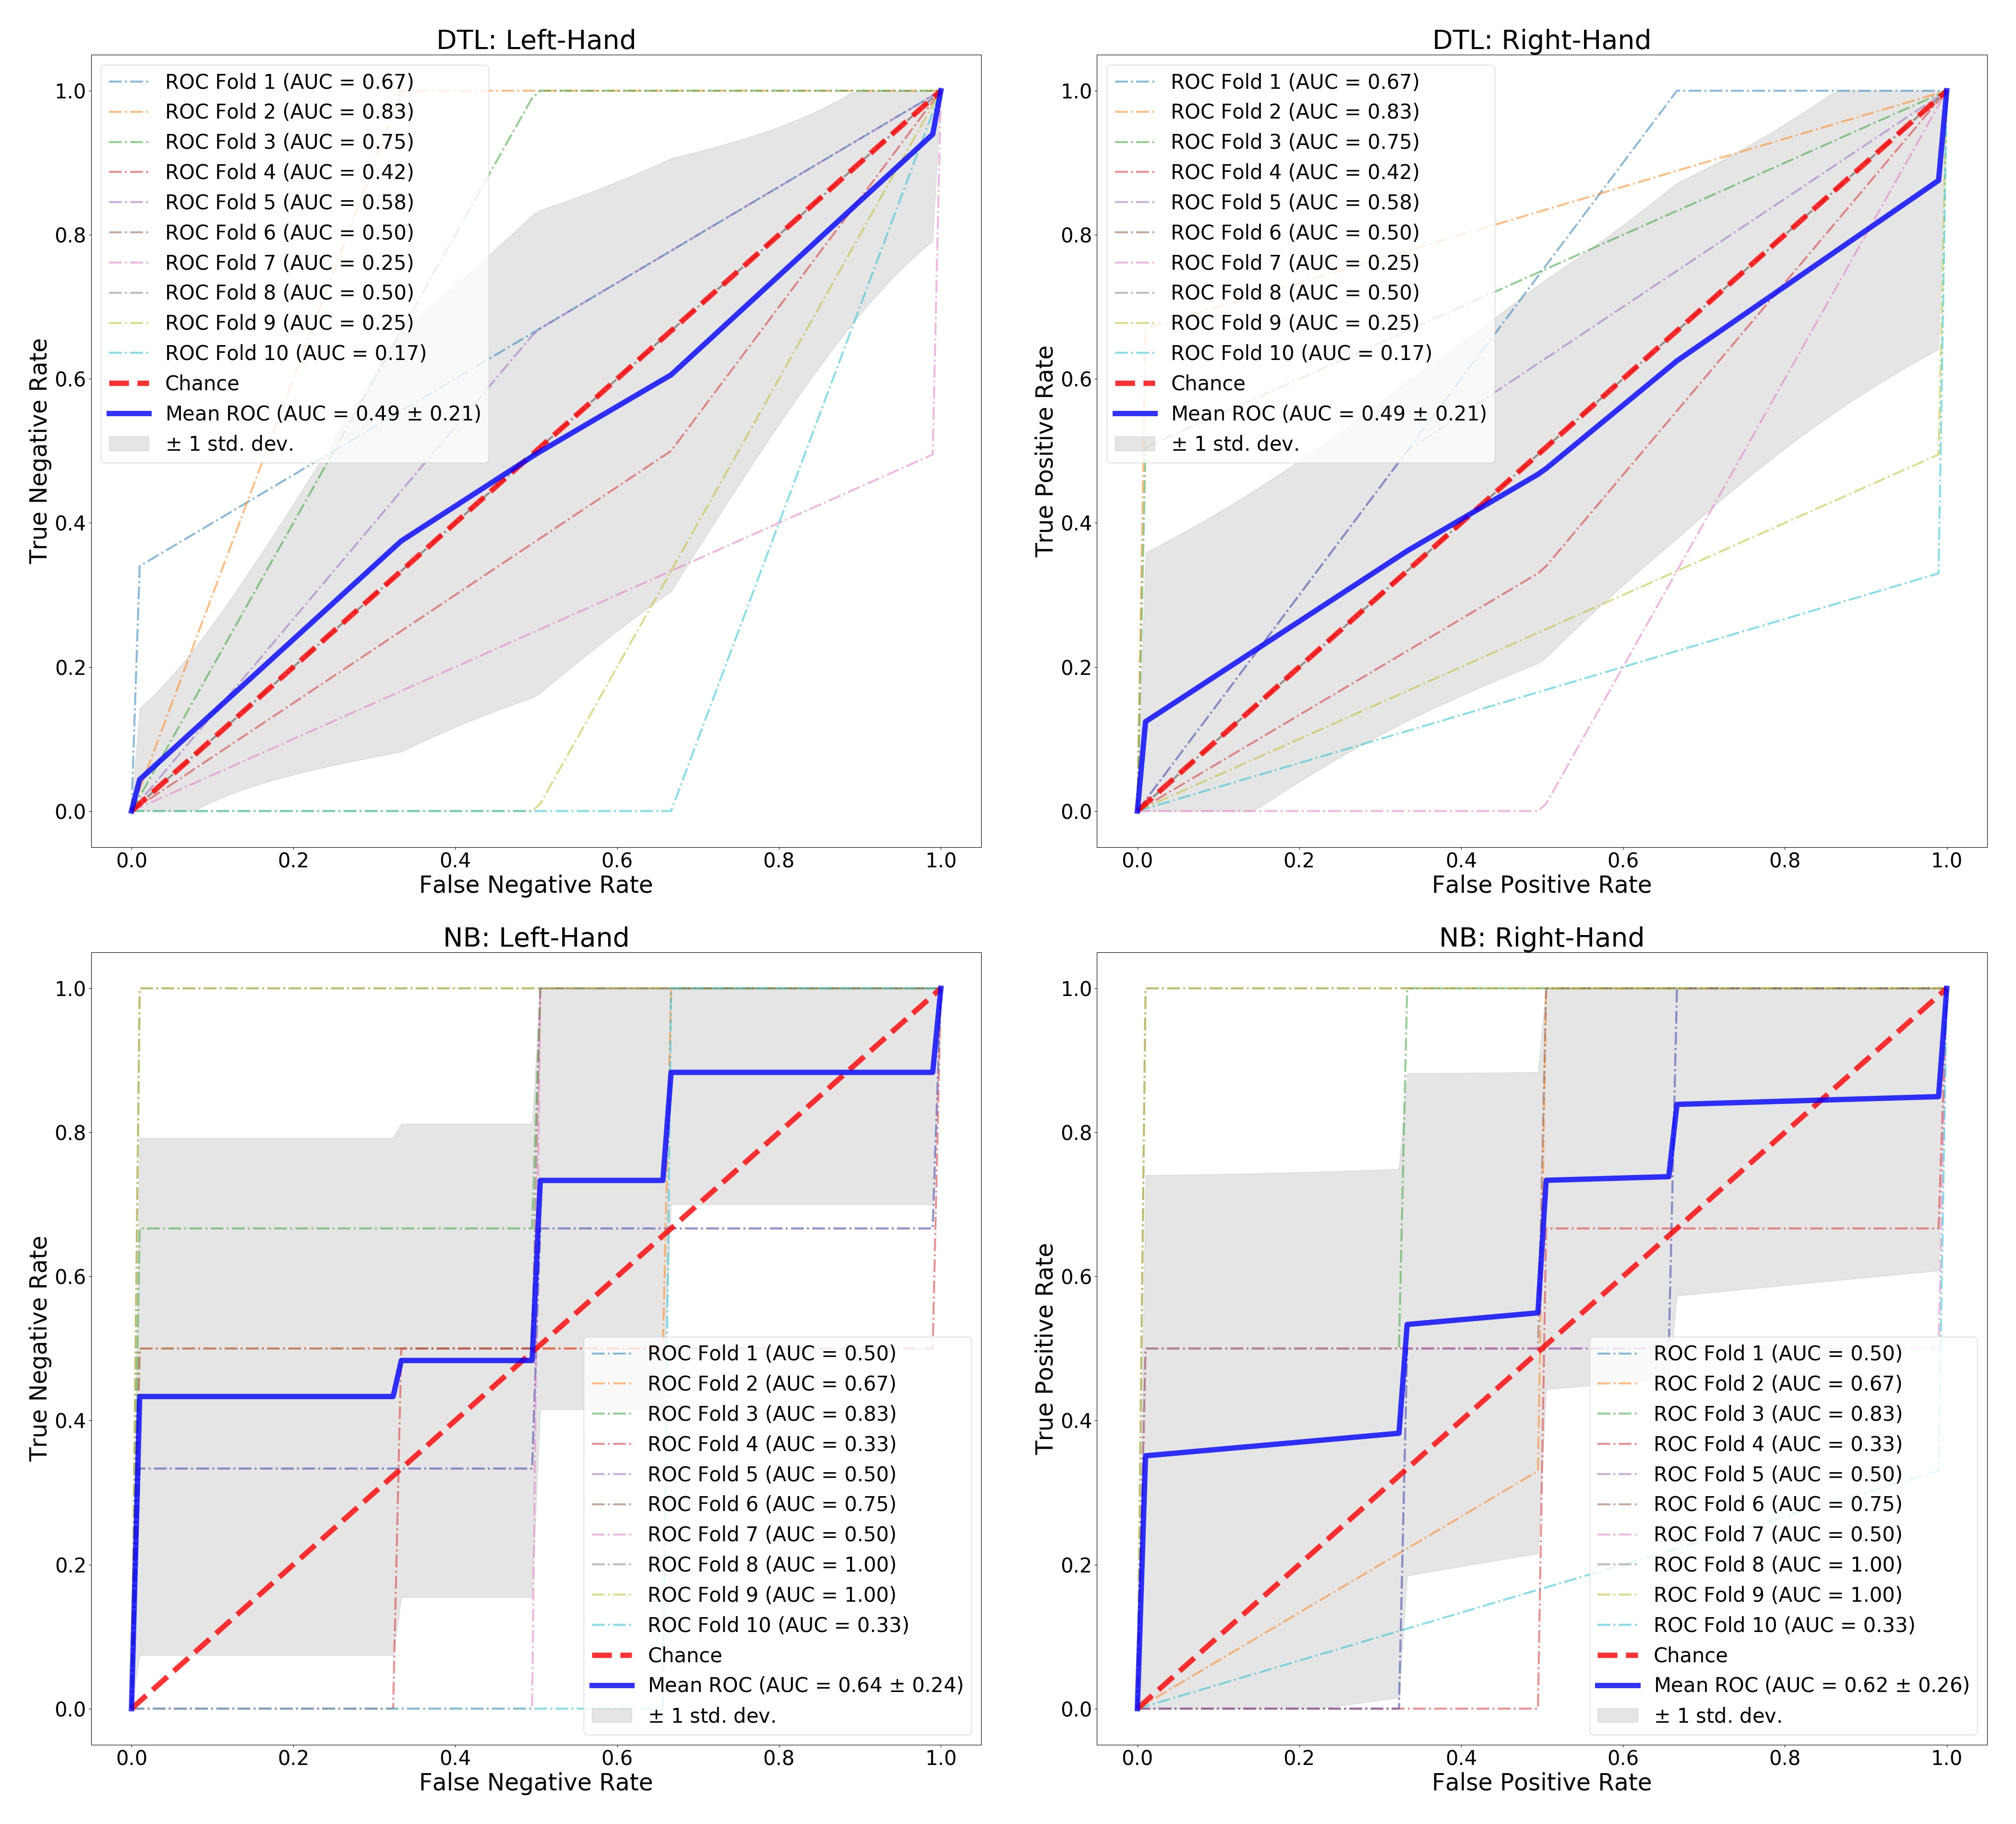 DTL: Left-Hand
True Negative Rate
1.0
0.8
0.6
0.4
0.2
0.0
ROC Fold 1 (AUC = 0.67)
ROC Fold 2 (AUC = 0.83)
ROC Fold 3 (AUC = 0.75)
ROC Fold 4 (AUC = 0.42)
ROC Fold 5 (AUC = 0.58)
ROC Fold 6 (AUC = 0.50)
ROC Fold 7 (AUC = 0.25)
ROC Fold 8 (AUC = 0.50)
ROC Fold 9 (AUC = 0.25)
ROC Fold 10 (AUC = 0.17)
Chance
Mean ROC (AUC = 0.49 ± 0.21)
± 1 std. dev.
0.0 0.2 0.4 0.6 0.8 1.0
False Negative Rate
DTL: Right-Hand
True Positive Rate
1.0
0.8
0.6
0.4
0.2
0.0
ROC Fold 1 (AUC = 0.67)
ROC Fold 2 (AUC = 0.83)
ROC Fold 3 (AUC = 0.75)
ROC Fold 4 (AUC = 0.42)
ROC Fold 5 (AUC = 0.58)
ROC Fold 6 (AUC = 0.50)
ROC Fold 7 (AUC = 0.25)
ROC Fold 8 (AUC = 0.50)
ROC Fold 9 (AUC = 0.25)
ROC Fold 10 (AUC = 0.17)
Chance
Mean ROC (AUC = 0.49 ± 0.21)
± 1 std. dev.
0.0 0.2 0.4 0.6 0.8 1.0
False Positive Rate
NB: Left-Hand
True Negative Rate
1.0
0.8
0.6
0.4
0.2
0.0
ROC Fold 1 (AUC = 0.50)
ROC Fold 2 (AUC = 0.67)
ROC Fold 3 (AUC = 0.83)
ROC Fold 4 (AUC = 0.33)
ROC Fold 5 (AUC = 0.50)
ROC Fold 6 (AUC = 0.75)
ROC Fold 7 (AUC = 0.50)
ROC Fold 8 (AUC = 1.00)
ROC Fold 9 (AUC = 1.00)
ROC Fold 10 (AUC = 0.33)
Chance
Mean ROC (AUC = 0.64 ± 0.24)
± 1 std. dev.
0.0 0.2 0.4 0.6 0.8 1.0
False Negative Rate
NB: Right-Hand
True Positive Rate
1.0
0.8
0.6
0.4
0.2
0.0
ROC Fold 1 (AUC = 0.50)
ROC Fold 2 (AUC = 0.67)
ROC Fold 3 (AUC = 0.83)
ROC Fold 4 (AUC = 0.33)
ROC Fold 5 (AUC = 0.50)
ROC Fold 6 (AUC = 0.75)
ROC Fold 7 (AUC = 0.50)
ROC Fold 8 (AUC = 1.00)
ROC Fold 9 (AUC = 1.00)
ROC Fold 10 (AUC = 0.33)
Chance
Mean ROC (AUC = 0.62 ± 0.26)
± 1 std. dev.
0.0 0.2 0.4 0.6 0.8 1.0
False Positive Rate